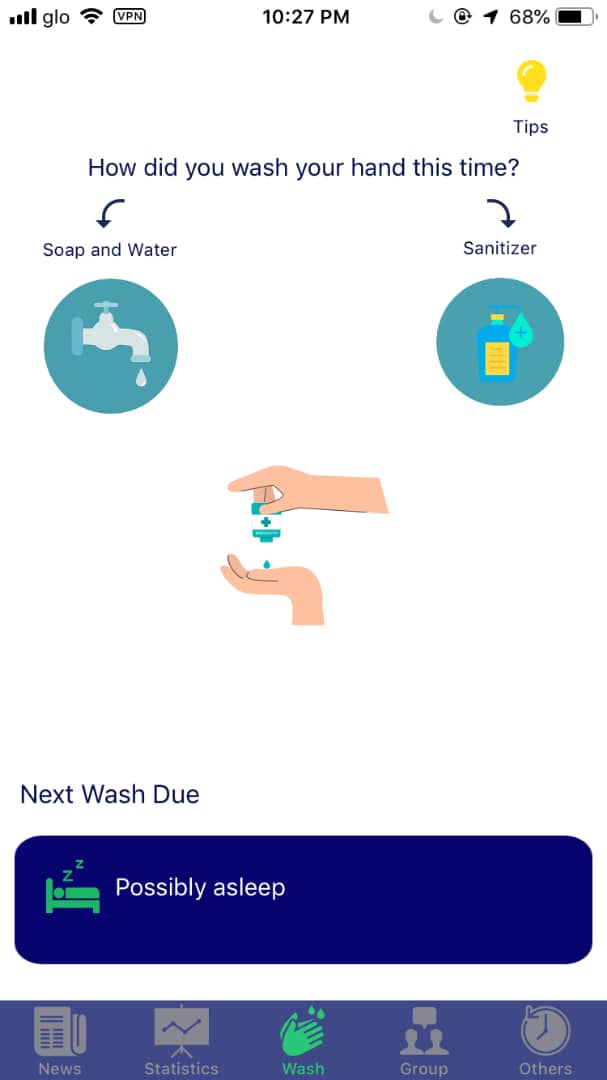 glo VPN 10:27 PM 68%
Tips
How did you wash your hand this time?
Soap and Water
Sanitizer
Next Wash Due
z
z
Possibly asleep
News
Statistics
Wash
Group
Others